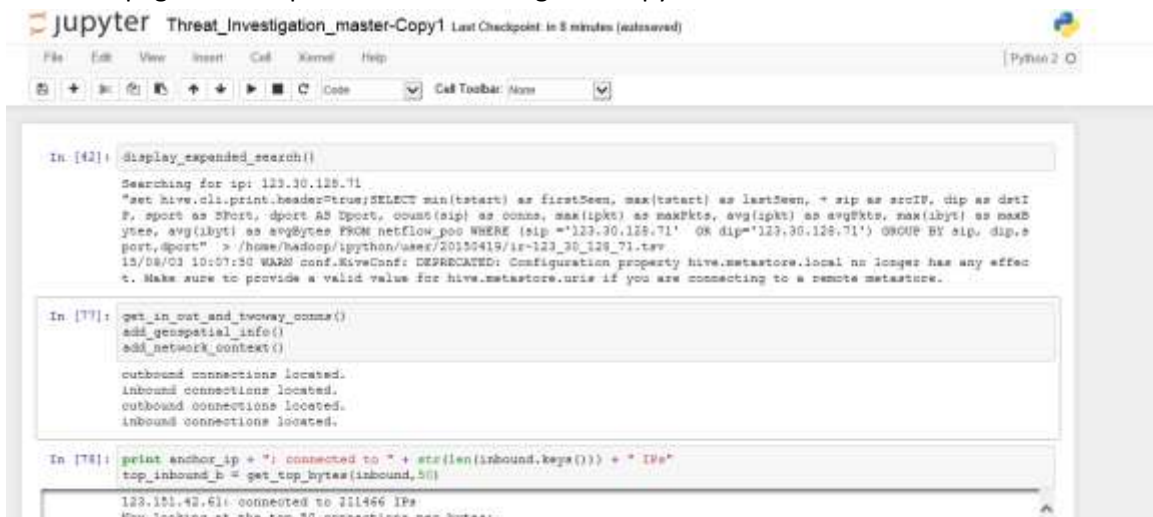 jupyter Threat_Investigation_master-Copy1 Last Checkpoint: in 8 minutes (autosaved)
File Edit View Insert Cell Kernel Help Python 2
Code Cell Toolbar: None
In [42]: display_expended_search()
Searching for ip: 123.30.128.71
"set hive.cli.print.header=true;SELECT min(tstart) as firstSeen, max(tstart) as lastSeen, + sip as srcIP, dip as dstI
P, sport as SPort, dport AS Dport, count(sip) as conns, max(ipkt) as maxPkts, avg(ipkt) as avgPkts, max(ibyt) as maxB
ytes, avg(ibyt) as avgBytes FROM netflow_poo WHERE (sip ='123.30.128.71' OR dip='123.30.128.71') GROUP BY sip, dip,s
port,dport" > /home/hadoop/ipython/user/20150419/ir-123_30_128_71.tsv
15/08/03 10:07:50 WARN conf.HiveConf: DEPRECATED: Configuration property hive.metastore.local no longer has any effec
t. Make sure to provide a valid value for hive.metastore.uris if you are connecting to a remote metastore.
In [77]: get_in_out_and_twoway_conns()
add_geospatial_info()
add_network_context()
outbound connections located.
inbound connections located.
outbound connections located.
inbound connections located.
In [78]: print anchor_ip + ": connected to " + str(len(inbound.keys())) + " IPs"
top_inbound_b = get_top_bytes(inbound,50)
123.151.42.61: connected to 211466 IPs